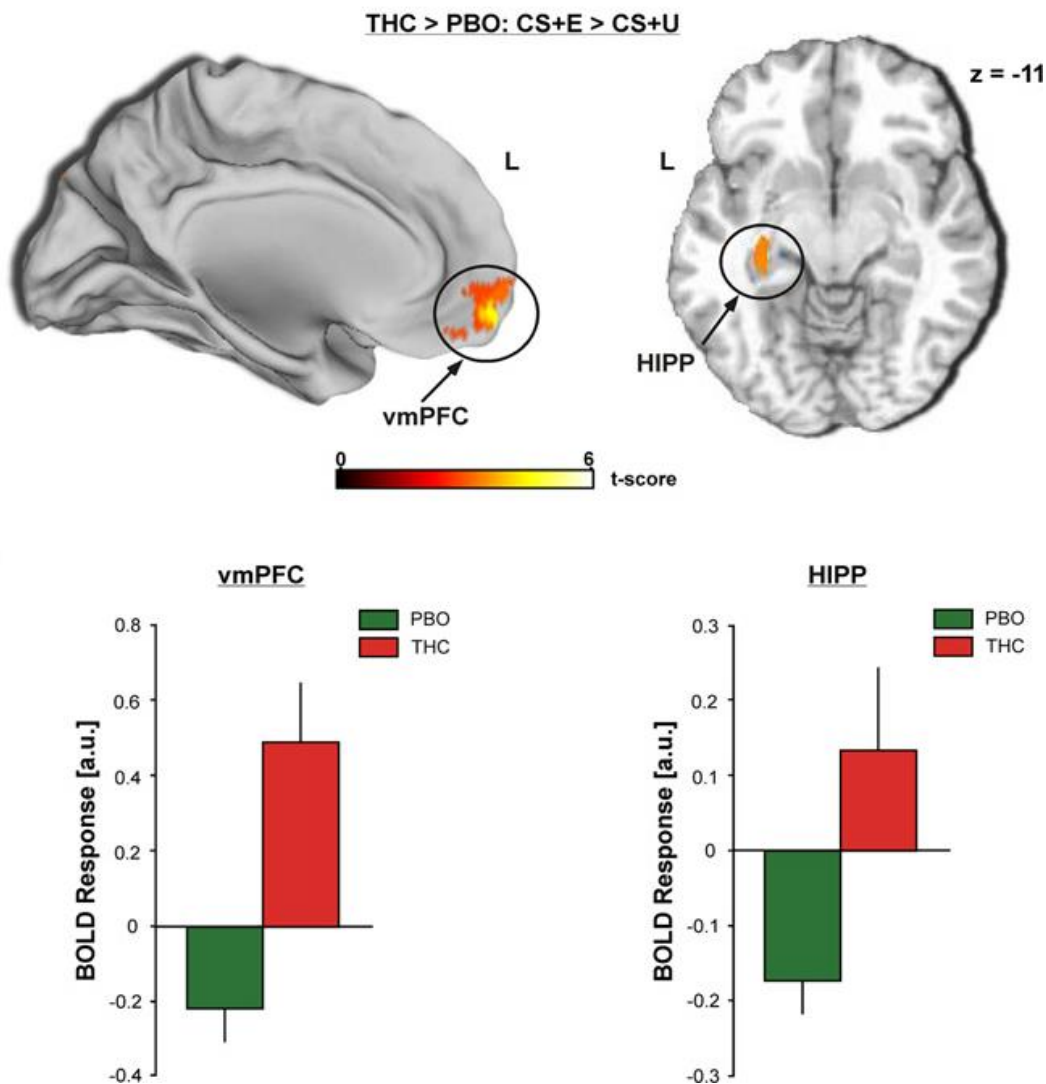 THC > PBO: CS+E > CS+U
z = -11
L
L
HIPP
vmPFC
0
6
t-score
vmPFC
PBO
THC
0.8
0.6
0.4
0.2
0
-0.2
-0.4
BOLD Response [a.u.]
HIPP
PBO
THC
0.3
0.2
0.1
0
-0.1
-0.2
-0.3
BOLD Response [a.u.]